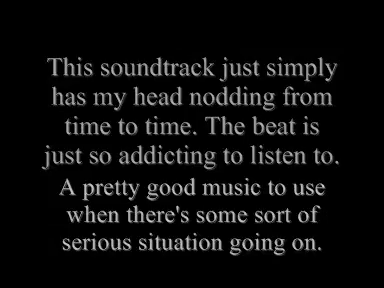 This soundtrack just simply
has my head nodding from
time to time. The beat is
just so addicting to listen to.
A pretty good music to use
when there's some sort of
serious situation going on.